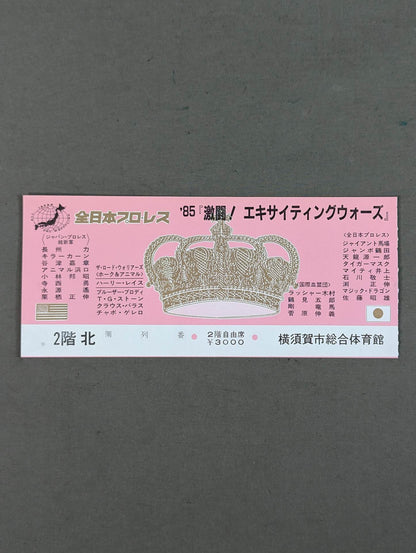 全日本プロレス
'85『激闘! エキサイティングウォーズ』
(ジャパン・プロレス
総新軍)
長州力
キラー・カーン
谷津嘉章
アニマル浜口
小林邦昭
寺西勇
永源遙
栗栖正伸
ザ・ロード・ウォリアーズ
(ホーク&アニマル)
ハーリー・レイス
ブルーザー・ブロディ
T・G・ストーン
クラウス・バラス
チャボ・ゲレロ
〈国際血盟団〉
ラッシャー木村
鶴見五郎
剛竜馬
菅原伸義
〈全日本プロレス〉
ジャイアント馬場
ジャンボ鶴田
天龍源一郎
タイガーマスク
マイティ井上
石川敬士
渕正伸
マジック・ドラゴン
佐藤昭雄
2階北 列 番
2階自由席
¥3000
横須賀市総合体育館